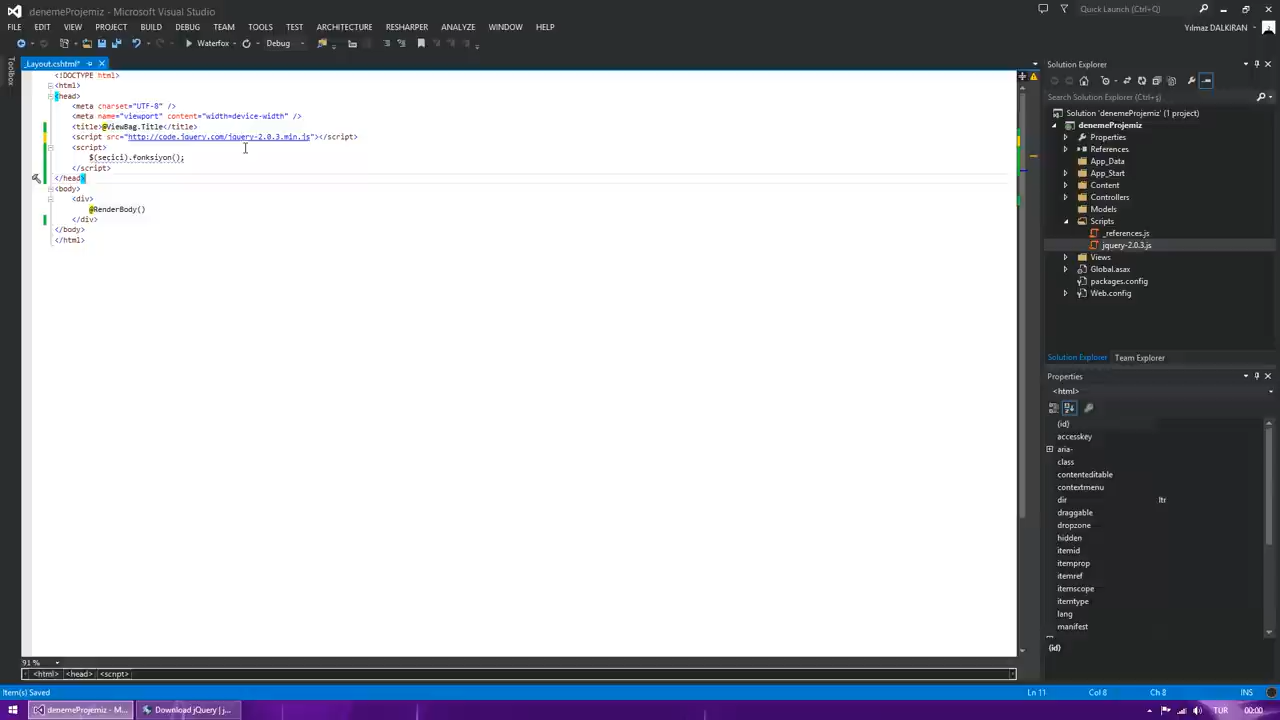 denemeProjemiz - Microsoft Visual Studio
Quick Launch (Ctrl+Q)
FILE EDIT VIEW PROJECT BUILD DEBUG TEAM TOOLS TEST ARCHITECTURE RESHARPER ANALYZE WINDOW HELP
Yılmaz DALKIRAN
Waterfox Debug
Toolbox
_Layout.cshtml*
<!DOCTYPE html>
<html>
<head>
<meta charset="UTF-8" />
<meta name="viewport" content="width=device-width" />
<title>@ViewBag.Title</title>
<script src="http://code.jquery.com/jquery-2.0.3.min.js"></script>
<script>
$(seçici).fonksiyon();
</script>
</head>
<body>
<div>
@RenderBody()
</div>
</body>
</html>
91 %
<html> <head> <script>
Solution Explorer
Search Solution Explorer (Ctrl+ş)
Solution 'denemeProjemiz' (1 project)
denemeProjemiz
Properties
References
App_Data
App_Start
Content
Controllers
Models
Scripts
_references.js
jquery-2.0.3.js
Views
Global.asax
packages.config
Web.config
Solution Explorer Team Explorer
Properties
<html>
(id)
accesskey
aria-
class
contenteditable
contextmenu
dir ltr
draggable
dropzone
hidden
itemid
itemprop
itemref
itemscope
itemtype
lang
manifest
(id)
Item(s) Saved Ln 11 Col 8 Ch 8 INS
denemeProjemiz - M... Download jQuery | j... TUR 00:00